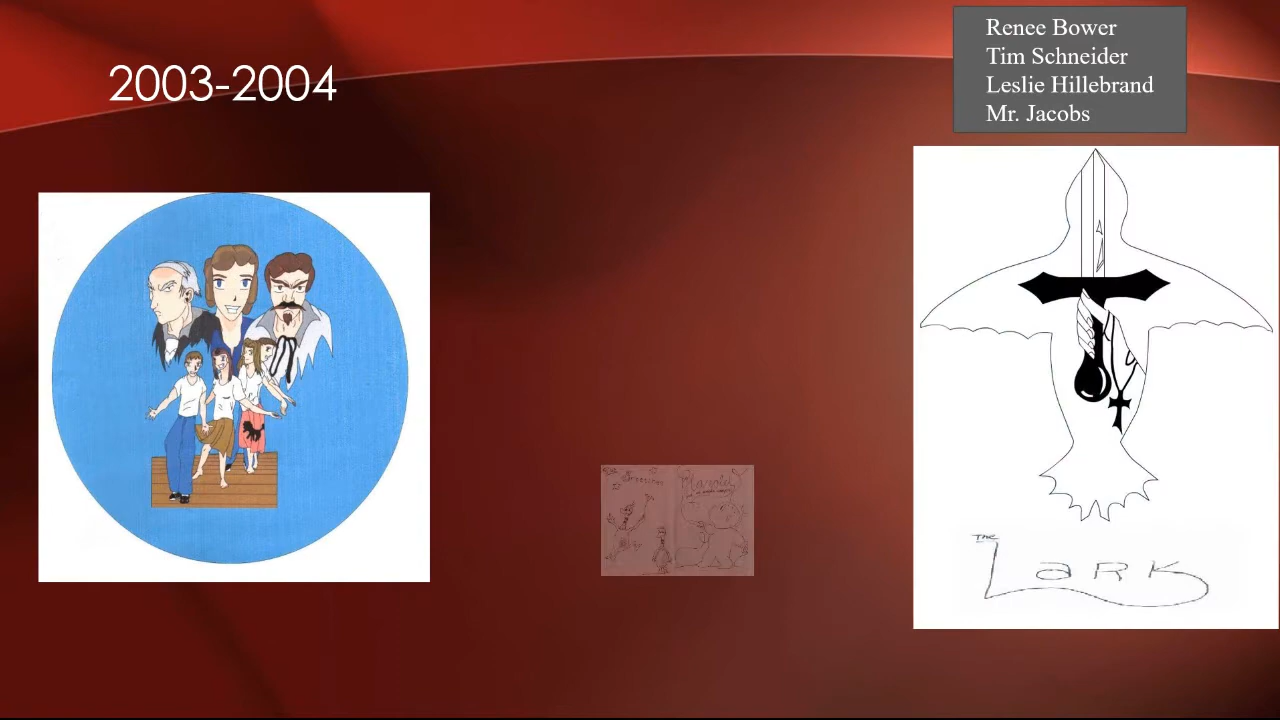 2003-2004
Renee Bower
Tim Schneider
Leslie Hillebrand
Mr. Jacobs
THE
LARK